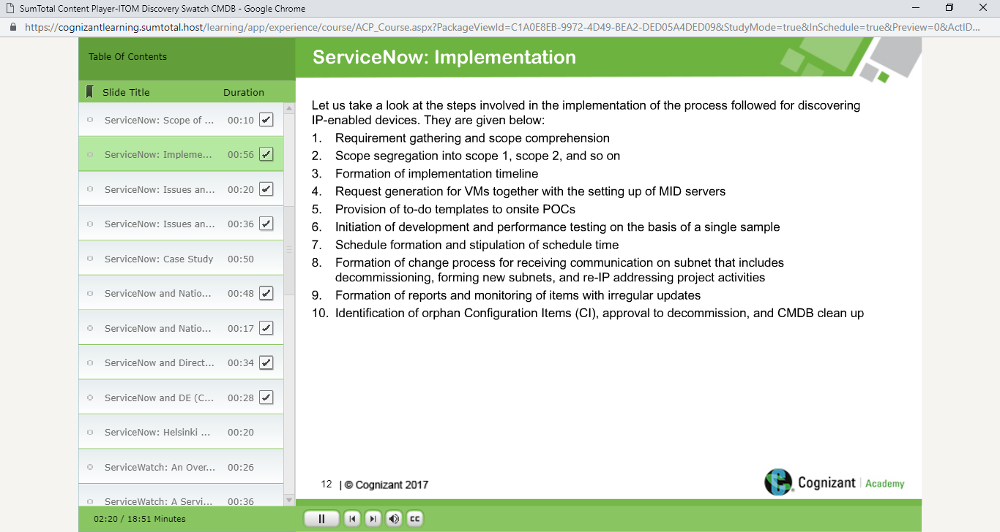 SumTotal Content Player-ITOM Discovery Swatch CMDB - Google Chrome
https://cognizantlearning.sumtotal.host/learning/app/experience/course/ACP_Course.aspx?PackageViewId=C1A0E8EB-9972-4D49-BEA2-DED05A4DED09&StudyMode=true&InSchedule=true&Preview=0&ActID...
Table Of Contents
Slide Title Duration
ServiceNow: Scope of ... 00:10
ServiceNow: Impleme... 00:56
ServiceNow: Issues an... 00:20
ServiceNow: Issues an... 00:36
ServiceNow: Case Study 00:50
ServiceNow and Natio... 00:48
ServiceNow and Natio... 00:17
ServiceNow and Direct... 00:34
ServiceNow and DE (C... 00:28
ServiceNow: Helsinki ... 00:20
ServiceWatch: An Over... 00:26
ServiceWatch: A Servi... 00:36
02:20 / 18:51 Minutes
ServiceNow: Implementation
Let us take a look at the steps involved in the implementation of the process followed for discovering
IP-enabled devices. They are given below:
1. Requirement gathering and scope comprehension
2. Scope segregation into scope 1, scope 2, and so on
3. Formation of implementation timeline
4. Request generation for VMs together with the setting up of MID servers
5. Provision of to-do templates to onsite POCs
6. Initiation of development and performance testing on the basis of a single sample
7. Schedule formation and stipulation of schedule time
8. Formation of change process for receiving communication on subnet that includes
decommissioning, forming new subnets, and re-IP addressing project activities
9. Formation of reports and monitoring of items with irregular updates
10. Identification of orphan Configuration Items (CI), approval to decommission, and CMDB clean up
12 | © Cognizant 2017
Cognizant | Academy
CC